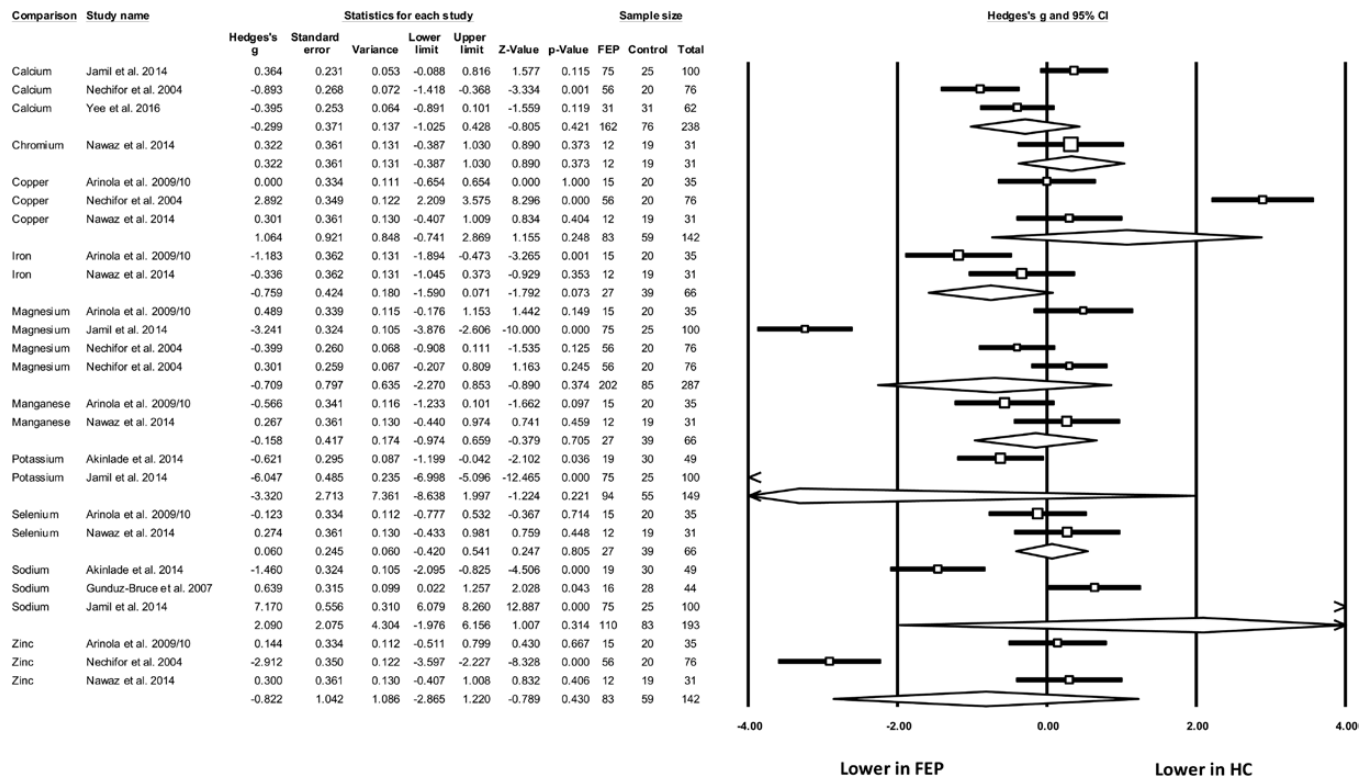 Comparison Study name Statistics for each study Sample size Hedges's g and 95% CI
Hedges's g Standard error Variance Lower limit Upper limit Z-Value p-Value FEP Control Total
Calcium Jamil et al. 2014 0.364 0.231 0.053 -0.088 0.816 1.577 0.115 75 25 100
Calcium Nechifor et al. 2004 -0.893 0.268 0.072 -1.418 -0.368 -3.334 0.001 56 20 76
Calcium Yee et al. 2016 -0.395 0.253 0.064 -0.891 0.101 -1.559 0.119 31 31 62
-0.299 0.371 0.137 -1.025 0.428 -0.805 0.421 162 76 238
Chromium Nawaz et al. 2014 0.322 0.361 0.131 -0.387 1.030 0.890 0.373 12 19 31
0.322 0.361 0.131 -0.387 1.030 0.890 0.373 12 19 31
Copper Arinola et al. 2009/10 0.000 0.334 0.111 -0.654 0.654 0.000 1.000 15 20 35
Copper Nechifor et al. 2004 2.892 0.349 0.122 2.209 3.575 8.296 0.000 56 20 76
Copper Nawaz et al. 2014 0.301 0.361 0.130 -0.407 1.009 0.834 0.404 12 19 31
1.064 0.921 0.848 -0.741 2.869 1.155 0.248 83 59 142
Iron Arinola et al. 2009/10 -1.183 0.362 0.131 -1.894 -0.473 -3.265 0.001 15 20 35
Iron Nawaz et al. 2014 -0.336 0.362 0.131 -1.045 0.373 -0.929 0.353 12 19 31
-0.759 0.424 0.180 -1.590 0.071 -1.792 0.073 27 39 66
Magnesium Arinola et al. 2009/10 0.489 0.339 0.115 -0.176 1.153 1.442 0.149 15 20 35
Magnesium Jamil et al. 2014 -3.241 0.324 0.105 -3.876 -2.606 -10.000 0.000 75 25 100
Magnesium Nechifor et al. 2004 -0.399 0.260 0.068 -0.908 0.111 -1.535 0.125 56 20 76
Magnesium Nechifor et al. 2004 0.301 0.259 0.067 -0.207 0.809 1.163 0.245 56 20 76
-0.709 0.797 0.635 -2.270 0.853 -0.890 0.374 202 85 287
Manganese Arinola et al. 2009/10 -0.566 0.341 0.116 -1.233 0.101 -1.662 0.097 15 20 35
Manganese Nawaz et al. 2014 0.267 0.361 0.130 -0.440 0.974 0.741 0.459 12 19 31
-0.158 0.417 0.174 -0.974 0.659 -0.379 0.705 27 39 66
Potassium Akinlade et al. 2014 -0.621 0.295 0.087 -1.199 -0.042 -2.102 0.036 19 30 49
Potassium Jamil et al. 2014 -6.047 0.485 0.235 -6.998 -5.096 -12.465 0.000 75 25 100
-3.320 2.713 7.361 -8.638 1.997 -1.224 0.221 94 55 149
Selenium Arinola et al. 2009/10 -0.123 0.334 0.112 -0.777 0.532 -0.367 0.714 15 20 35
Selenium Nawaz et al. 2014 0.274 0.361 0.130 -0.433 0.981 0.759 0.448 12 19 31
0.060 0.245 0.060 -0.420 0.541 0.247 0.805 27 39 66
Sodium Akinlade et al. 2014 -1.460 0.324 0.105 -2.095 -0.825 -4.506 0.000 19 30 49
Sodium Gunduz-Bruce et al. 2007 0.639 0.315 0.099 0.022 1.257 2.028 0.043 16 28 44
Sodium Jamil et al. 2014 7.170 0.556 0.310 6.079 8.260 12.887 0.000 75 25 100
2.090 2.075 4.304 -1.976 6.156 1.007 0.314 110 83 193
Zinc Arinola et al. 2009/10 0.144 0.334 0.112 -0.511 0.799 0.430 0.667 15 20 35
Zinc Nechifor et al. 2004 -2.912 0.350 0.122 -3.597 -2.227 -8.328 0.000 56 20 76
Zinc Nawaz et al. 2014 0.300 0.361 0.130 -0.407 1.008 0.832 0.406 12 19 31
-0.822 1.042 1.086 -2.865 1.220 -0.789 0.430 83 59 142
-4.00 -2.00 0.00 2.00 4.00
Lower in FEP Lower in HC